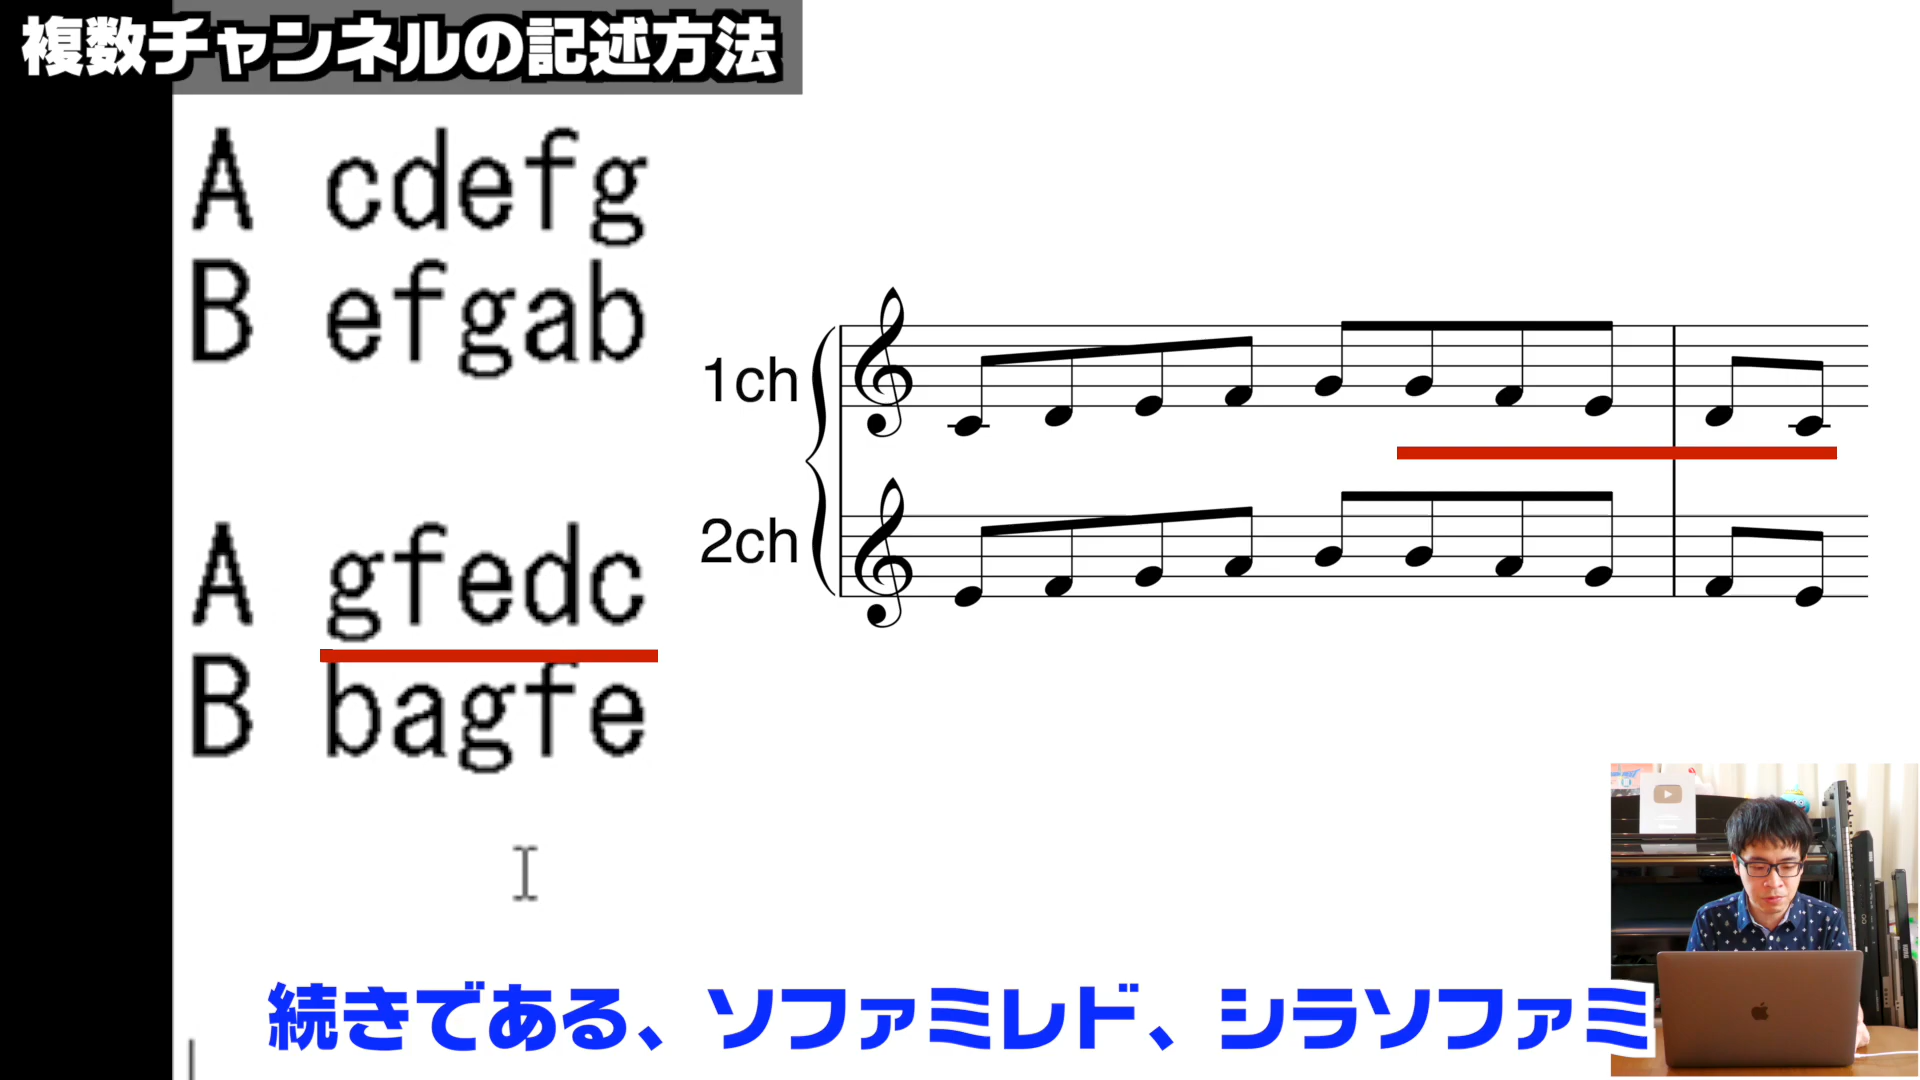 複数チャンネルの記述方法
A cdefg
B efgab
A gfedc
B bagfe
1ch
2ch
続きである、ソファミレド、シラソファミ